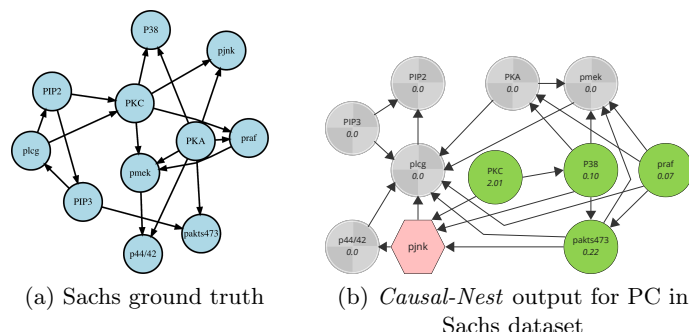 P38
pjnk
PIP2
PKC
plcg
PKA
praf
pmek
PIP3
pakts473
p44/42
(a) Sachs ground truth
PIP2
0.0
PKA
0.0
pmek
0.0
PIP3
0.0
plcg
0.0
PKC
2.01
P38
0.10
praf
0.07
p44/42
0.0
pjnk
pakts473
0.22
(b) Causal-Nest output for PC in
Sachs dataset